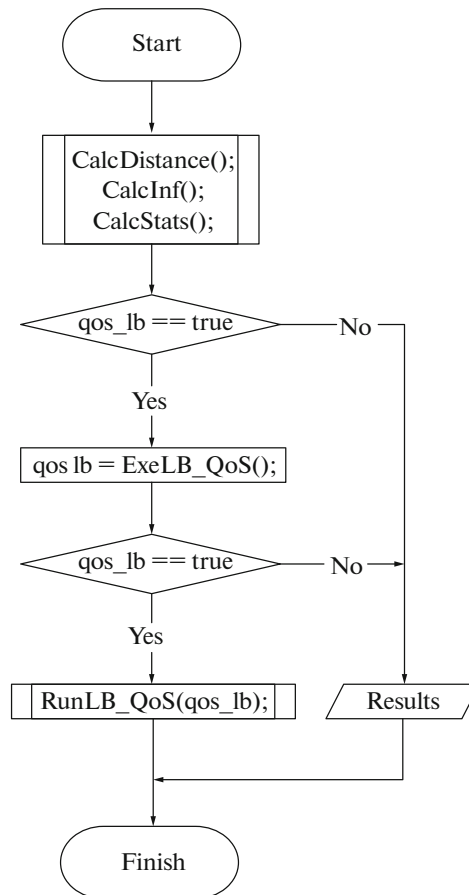 Start
CalcDistance();
CalcInf();
CalcStats();
qos_lb == true
No
Yes
qos lb = ExeLB_QoS();
qos_lb == true
No
Yes
RunLB_QoS(qos_lb);
Results
Finish